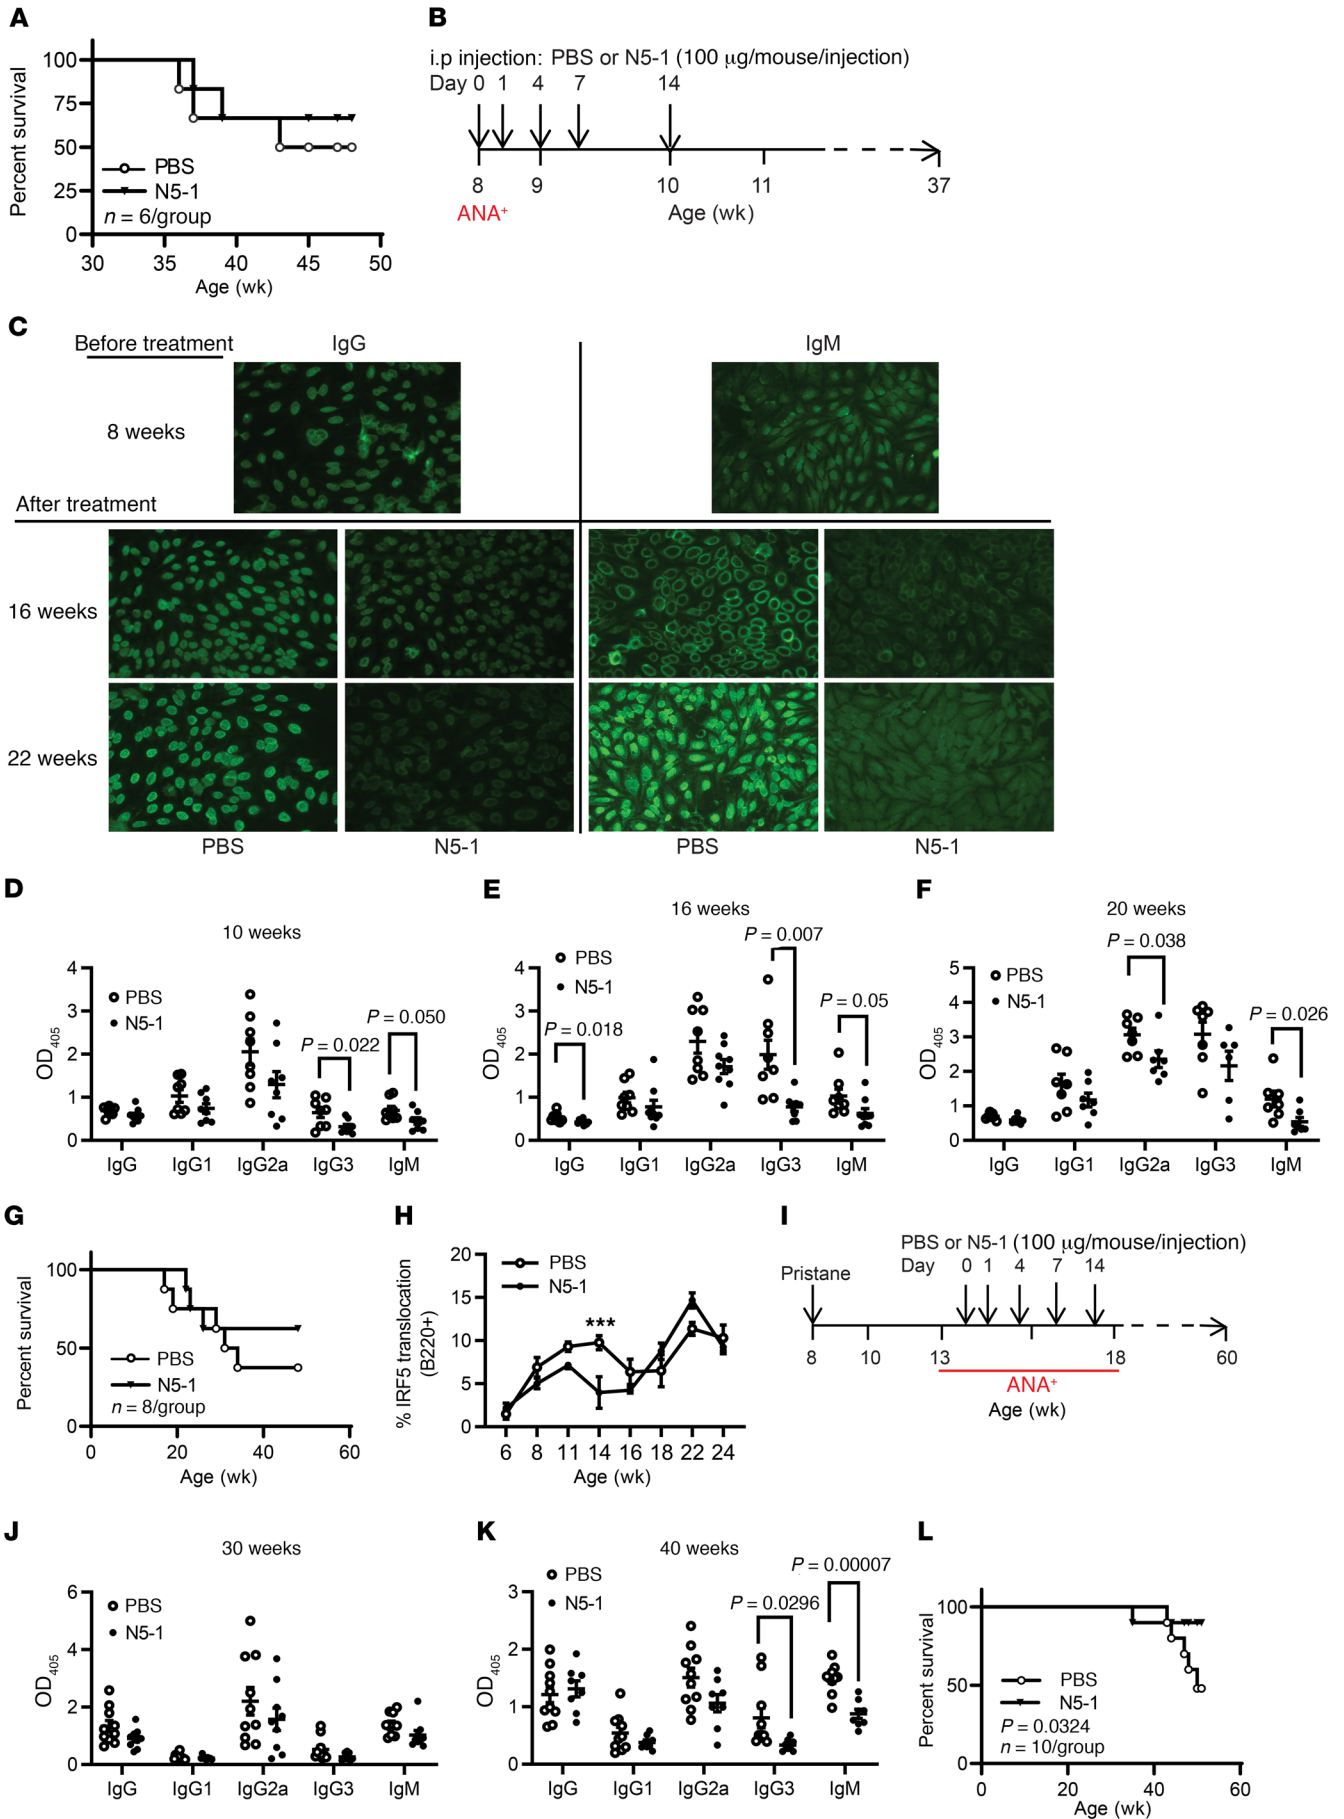 A
Percent survival
100
75
50
25
0
PBS
N5-1
n = 6/group
30 35 40 45 50
Age (wk)
B
i.p injection: PBS or N5-1 (100 µg/mouse/injection)
Day 0 1 4 7 14
8 9 10 11 37
ANA+
Age (wk)
C
Before treatment
IgG
IgM
8 weeks
After treatment
16 weeks
22 weeks
PBS N5-1 PBS N5-1
D
10 weeks
OD405
4
3
2
1
0
PBS
N5-1
P = 0.022
P = 0.050
IgG IgG1 IgG2a IgG3 IgM
E
16 weeks
OD405
4
3
2
1
0
PBS
N5-1
P = 0.018
P = 0.007
P = 0.05
IgG IgG1 IgG2a IgG3 IgM
F
20 weeks
OD405
5
4
3
2
1
0
PBS
N5-1
P = 0.038
P = 0.026
IgG IgG1 IgG2a IgG3 IgM
G
Percent survival
100
50
0
PBS
N5-1
n = 8/group
0 20 40 60
Age (wk)
H
% IRF5 translocation
(B220+)
20
15
10
5
0
PBS
N5-1
***
6 8 11 14 16 18 22 24
Age (wk)
I
PBS or N5-1 (100 µg/mouse/injection)
Day 0 1 4 7 14
Pristane
8 10 13 18 60
ANA+
Age (wk)
J
30 weeks
OD405
6
4
2
0
PBS
N5-1
IgG IgG1 IgG2a IgG3 IgM
K
40 weeks
OD405
3
2
1
0
PBS
N5-1
P = 0.0296
P = 0.00007
IgG IgG1 IgG2a IgG3 IgM
L
Percent survival
100
50
0
PBS
N5-1
P = 0.0324
n = 10/group
0 20 40 60
Age (wk)